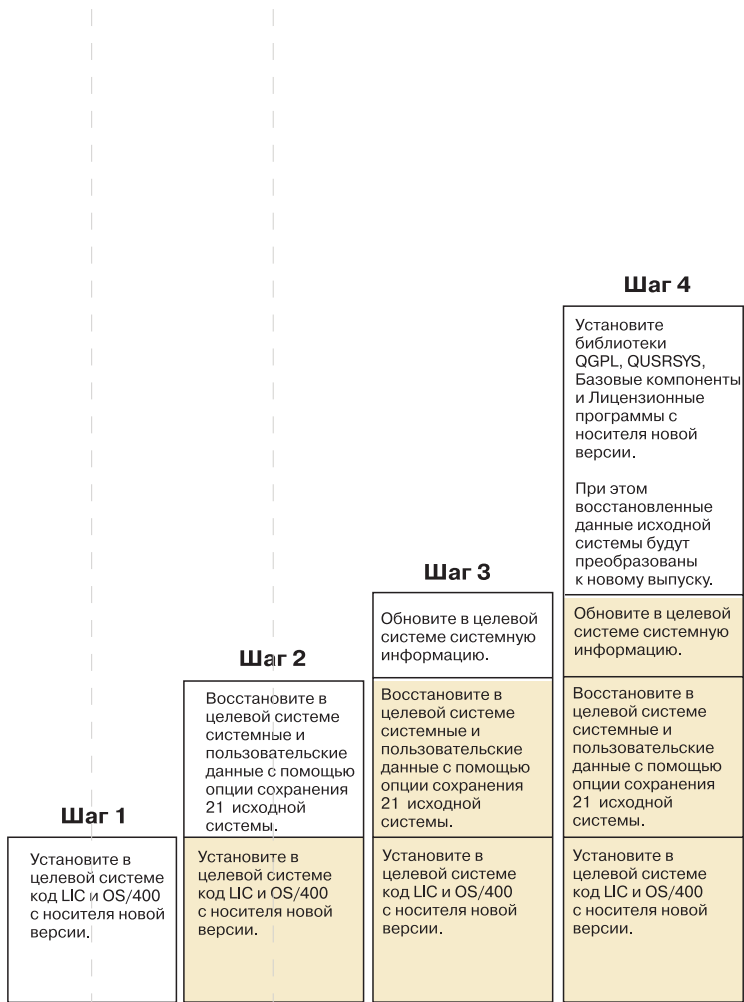 Шаг 1
Установите в
целевой системе
код LIC и OS/400
с носителя новой
версии.
Шаг 2
Восстановите в
целевой системе
системные и
пользовательские
данные с помощью
опции сохранения
21 исходной
системы.
Установите в
целевой системе
код LIC и OS/400
с носителя новой
версии.
Шаг 3
Обновите в целевой
системе системную
информацию.
Восстановите в
целевой системе
системные и
пользовательские
данные с помощью
опции сохранения
21 исходной
системы.
Установите в
целевой системе
код LIC и OS/400
с носителя новой
версии.
Шаг 4
Установите
библиотеки
QGPL, QUSRSYS,
Базовые компоненты
и Лицензионные
программы с
носителя новой
версии.
При этом
восстановленные
данные исходной
системы будут
преобразованы
к новому выпуску.
Обновите в целевой
системе системную
информацию.
Восстановите в
целевой системе
системные и
пользовательские
данные с помощью
опции сохранения
21 исходной
системы.
Установите в
целевой системе
код LIC и OS/400
с носителя новой
версии.